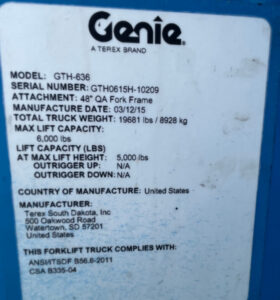 Genie
A TEREX BRAND
MODEL: GTH-636
SERIAL NUMBER: GTH0615H-10209
ATTACHMENT: 48" QA Fork Frame
MANUFACTURE DATE: 03/12/15
TOTAL TRUCK WEIGHT: 19681 lbs / 8928 kg
MAX LIFT CAPACITY:
6,000 lbs
LIFT CAPACITY (LBS)
AT MAX LIFT HEIGHT: 5,000 lbs
OUTRIGGER UP: N/A
OUTRIGGER DOWN: N/A
COUNTRY OF MANUFACTURE: United States
MANUFACTURER:
Terex South Dakota, Inc
500 Oakwood Road
Watertown, SD 57201
United States
THIS FORKLIFT TRUCK COMPLIES WITH:
ANSI/ITSDF B56.6-2011
CSA B335-04